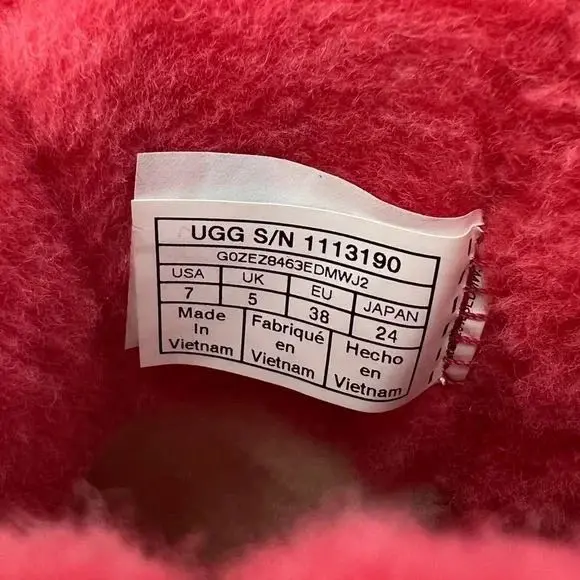 UGG S/N 1113190
G0ZEZ8463EDMWJ2
USA UK EU JAPAN
7 5 38 24
Made In Vietnam
Fabriqué en Vietnam
Hecho en Vietnam